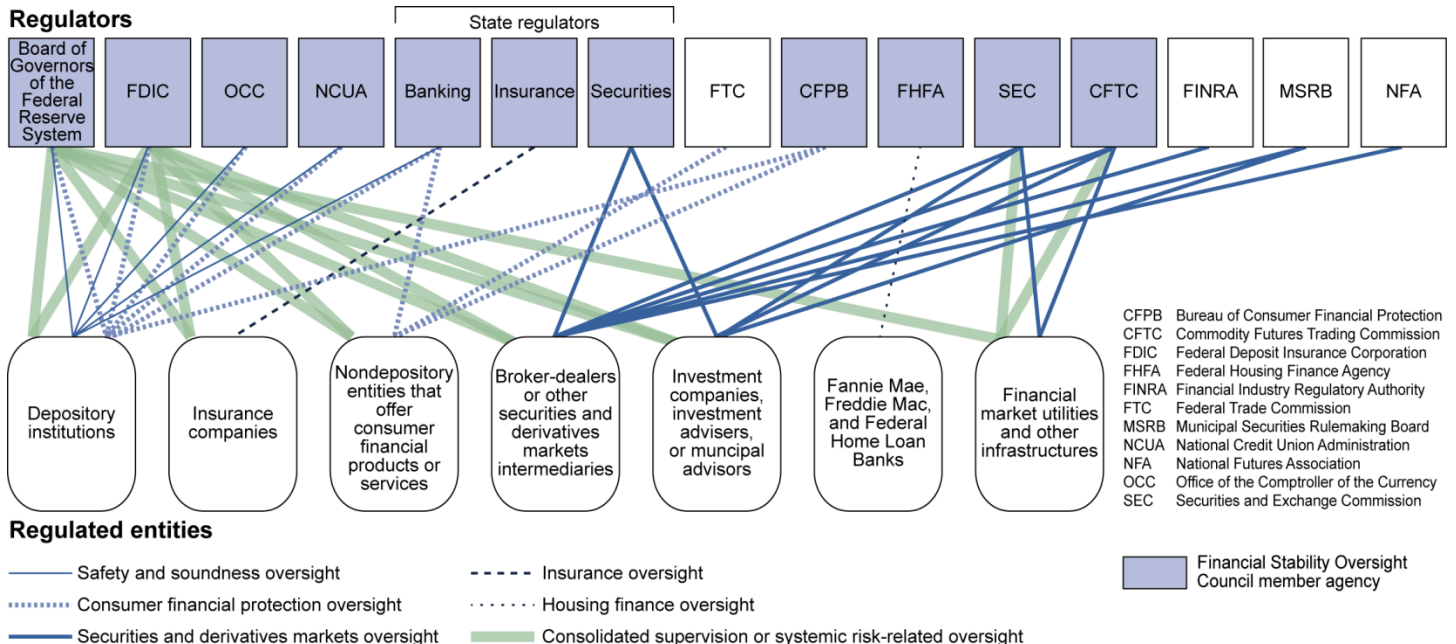 Regulators
State regulators
Board of
Governors
of the
Federal
Reserve
System
FDIC
OCC
NCUA
Banking
Insurance
Securities
FTC
CFPB
FHFA
SEC
CFTC
FINRA
MSRB
NFA
Depository
institutions
Insurance
companies
Nondepository
entities that
offer
consumer
financial
products or
services
Broker-dealers
or other
securities and
derivatives
markets
intermediaries
Investment
companies,
investment
advisers,
or muncipal
advisors
Fannie Mae,
Freddie Mac,
and Federal
Home Loan
Banks
Financial
market utilities
and other
infrastructures
CFPB Bureau of Consumer Financial Protection
CFTC Commodity Futures Trading Commission
FDIC Federal Deposit Insurance Corporation
FHFA Federal Housing Finance Agency
FINRA Financial Industry Regulatory Authority
FTC Federal Trade Commission
MSRB Municipal Securities Rulemaking Board
NCUA National Credit Union Administration
NFA National Futures Association
OCC Office of the Comptroller of the Currency
SEC Securities and Exchange Commission
Regulated entities
Safety and soundness oversight
Consumer financial protection oversight
Securities and derivatives markets oversight
Insurance oversight
Housing finance oversight
Consolidated supervision or systemic risk-related oversight
Financial Stability Oversight
Council member agency